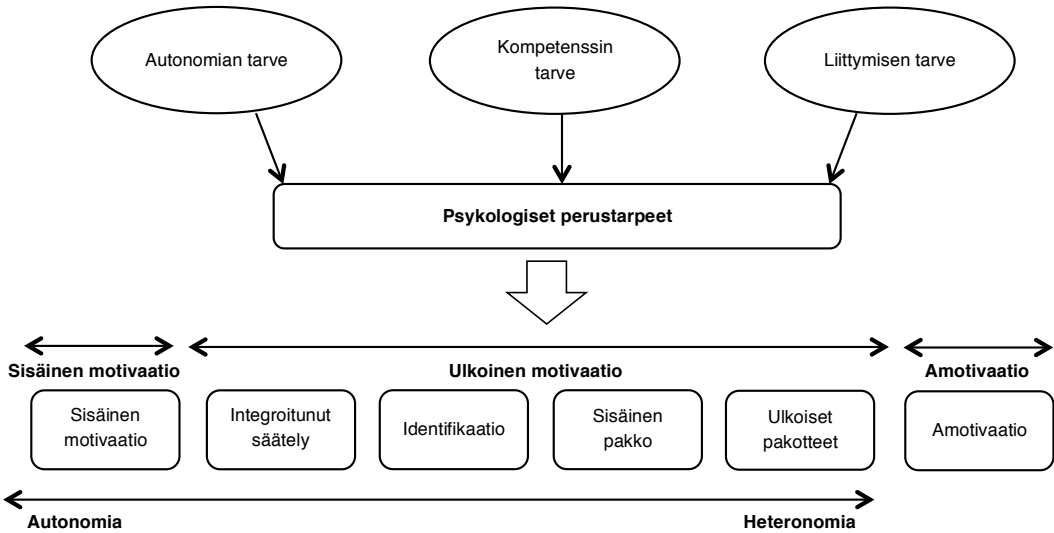 Autonomian tarve
Kompetenssin
tarve
Liittymisen tarve
Psykologiset perustarpeet
Sisäinen motivaatio
Ulkoinen motivaatio
Amotivaatio
Sisäinen
motivaatio
Integroitunut
säätely
Identifikaatio
Sisäinen
pakko
Ulkoiset
pakotteet
Amotivaatio
Autonomia
Heteronomia